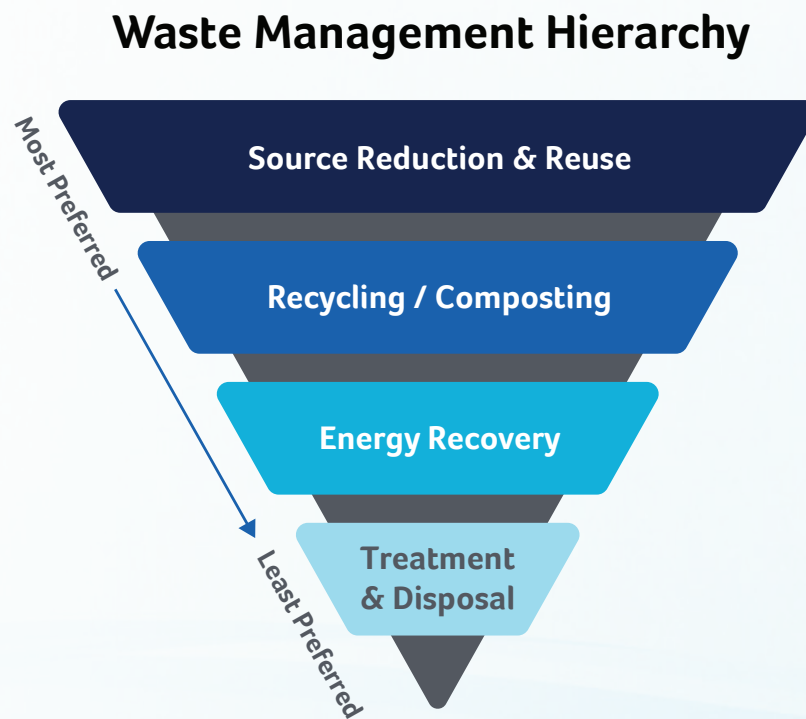 Waste Management Hierarchy
Most Preferred
Source Reduction & Reuse
Recycling / Composting
Energy Recovery
Treatment
& Disposal
Least Preferred